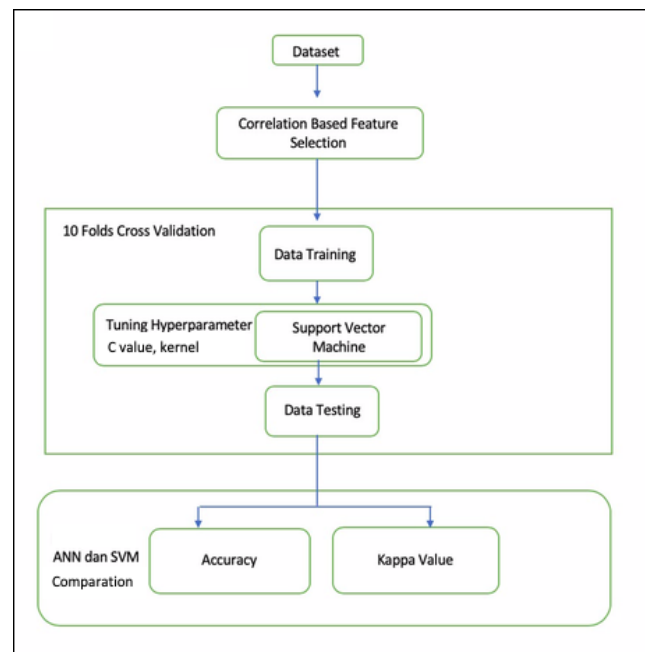 Dataset
Correlation Based Feature
Selection
10 Folds Cross Validation
Data Training
Tuning Hyperparameter
C value, kernel
Support Vector
Machine
Data Testing
ANN dan SVM
Comparation
Accuracy
Kappa Value